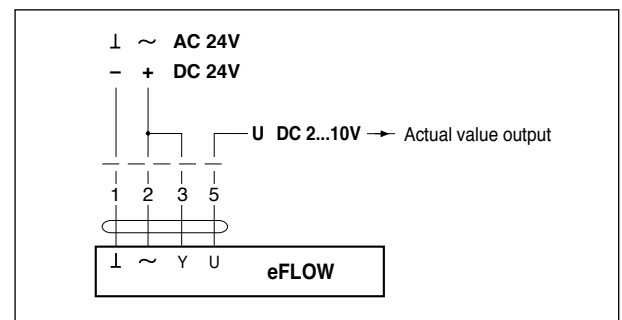 ⊥ ~ AC 24V
– + DC 24V
U DC 2...10V → Actual value output
1 2 3 5
⊥ ~ Y U
eFLOW